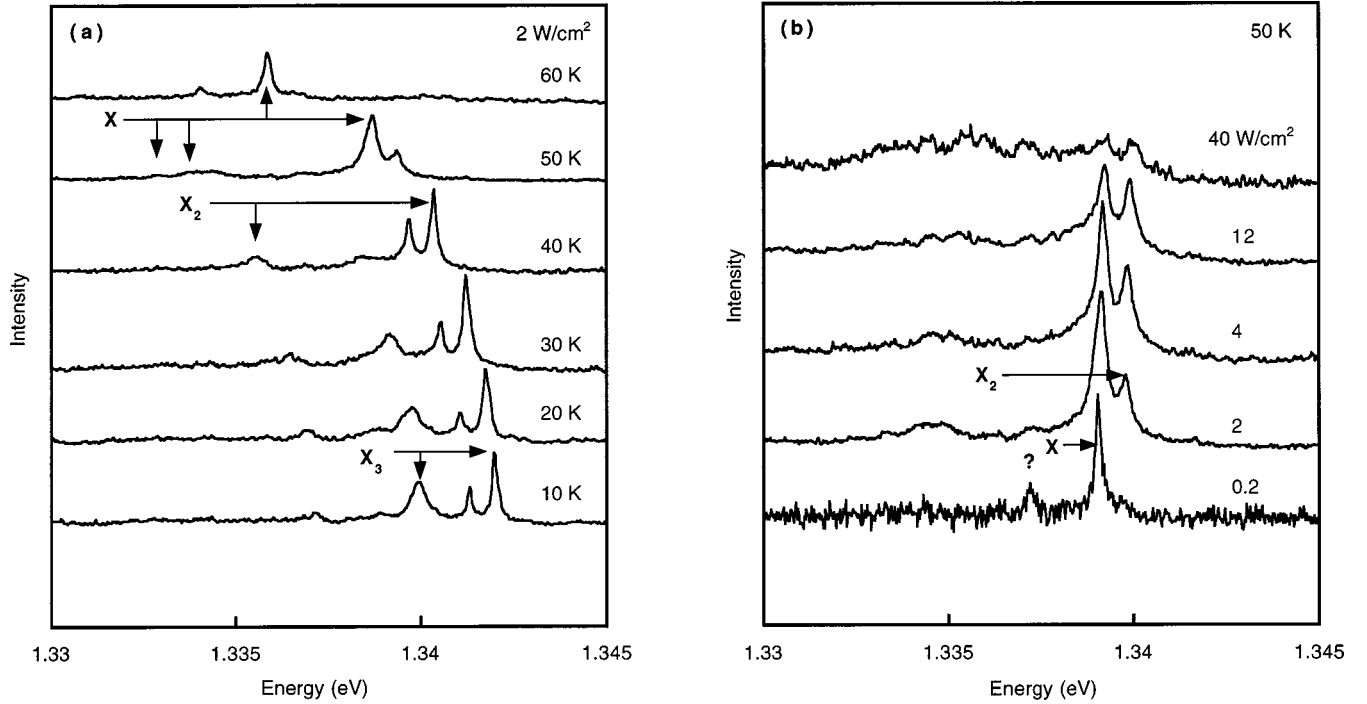 (a)
2 W/cm²
60 K
X
50 K
X₂
40 K
30 K
20 K
X₃
10 K
Intensity
1.33
1.335
1.34
1.345
Energy (eV)
(b)
50 K
40 W/cm²
12
4
X₂
2
X
?
0.2
Intensity
1.33
1.335
1.34
1.345
Energy (eV)